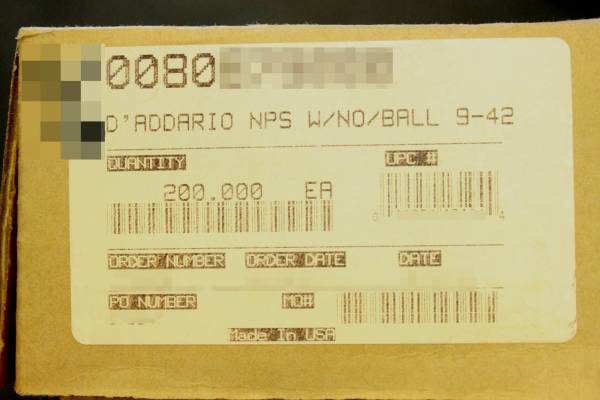 0080
D'ADDARIO NPS W/NO/BALL 9-42
QUANTITY UPC #
200.000 EA
ORDER NUMBER ORDER DATE DATE
PO NUMBER MO#
Made In USA